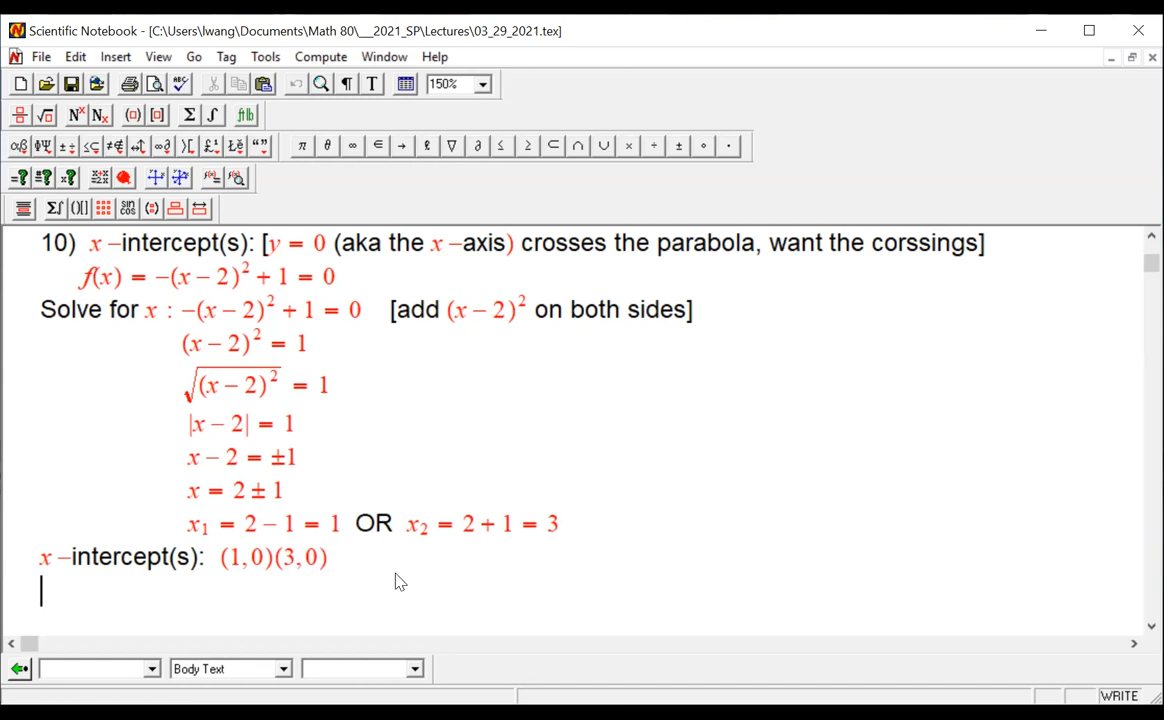 Scientific Notebook - [C:\Users\lwang\Documents\Math 80\__2021_SP\Lectures\03_29_2021.tex]
File Edit Insert View Go Tag Tools Compute Window Help
150%
10) x –intercept(s): [y = 0 (aka the x –axis) crosses the parabola, want the corssings]
f(x) = −(x − 2)² + 1 = 0
Solve for x : −(x − 2)² + 1 = 0 [add (x − 2)² on both sides]
(x − 2)² = 1
√(x − 2)² = 1
|x − 2| = 1
x − 2 = ±1
x = 2 ± 1
x₁ = 2 − 1 = 1 OR x₂ = 2 + 1 = 3
x –intercept(s): (1,0)(3,0)
Body Text
WRITE